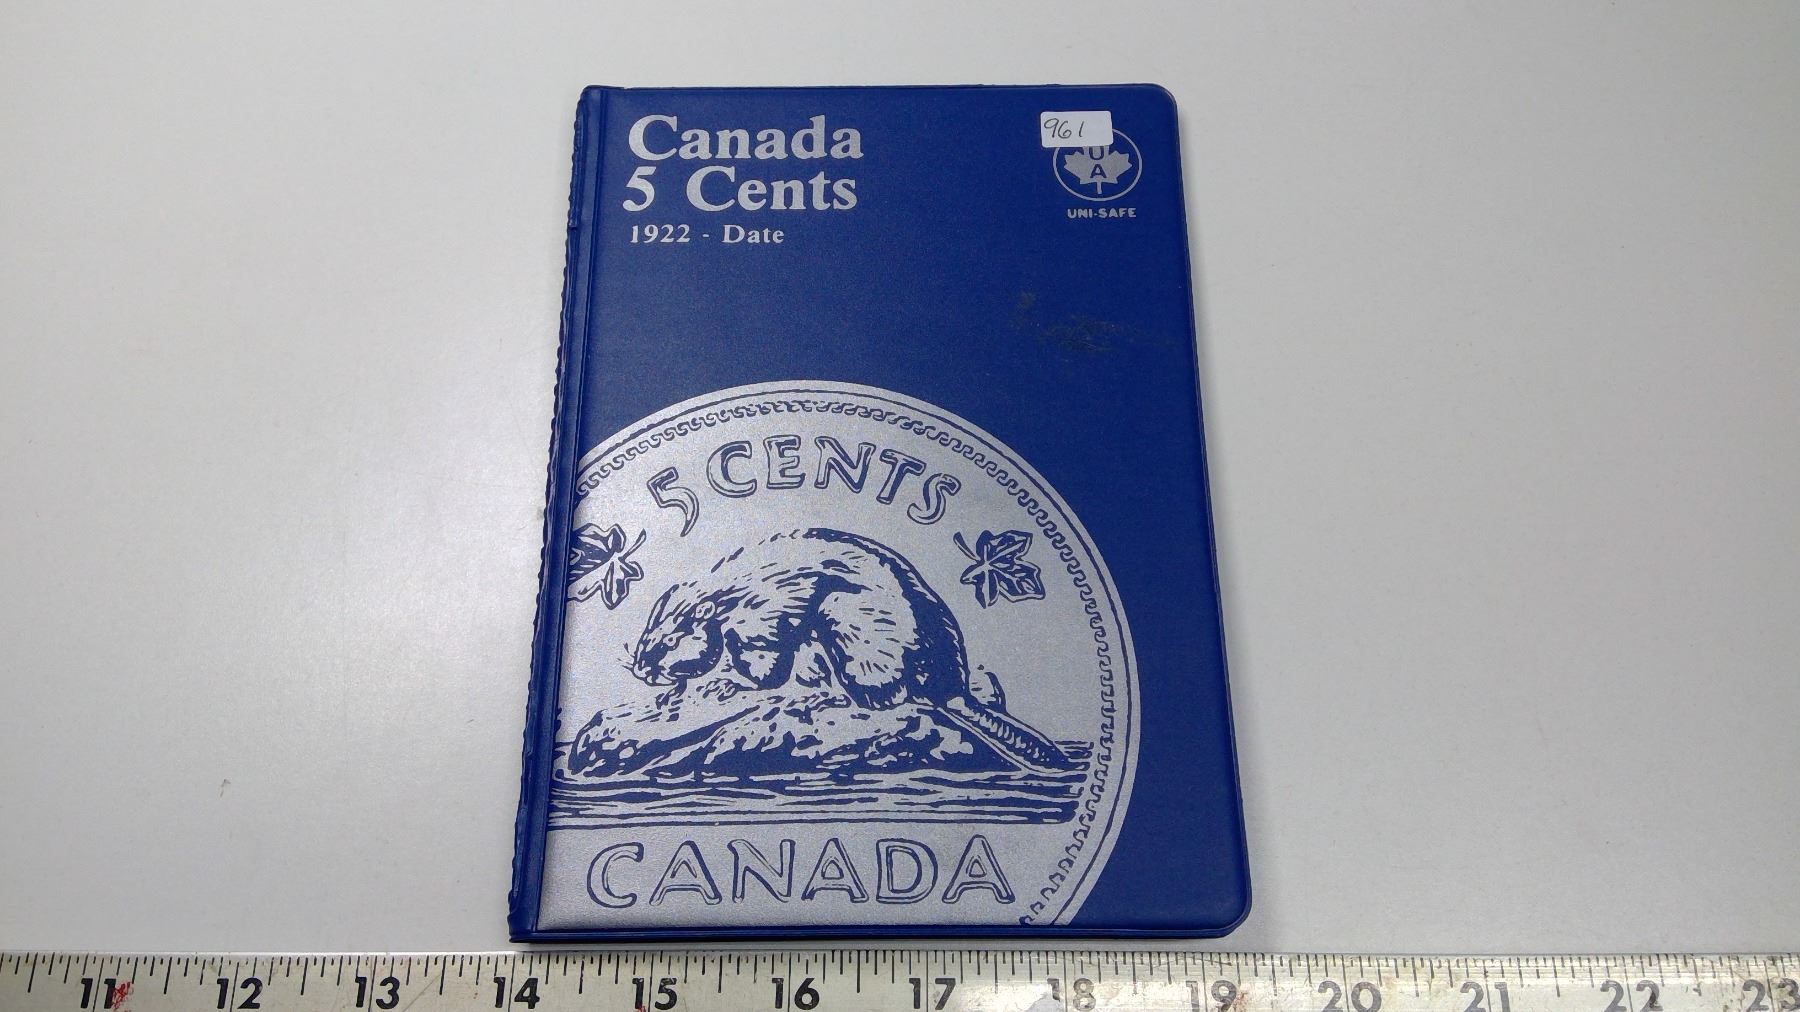 Canada
5 Cents
1922 - Date
961
U
A
UNI-SAFE
5 CENTS
CANADA
11 12 13 14 15 16 17 18 19 20 21 22 23